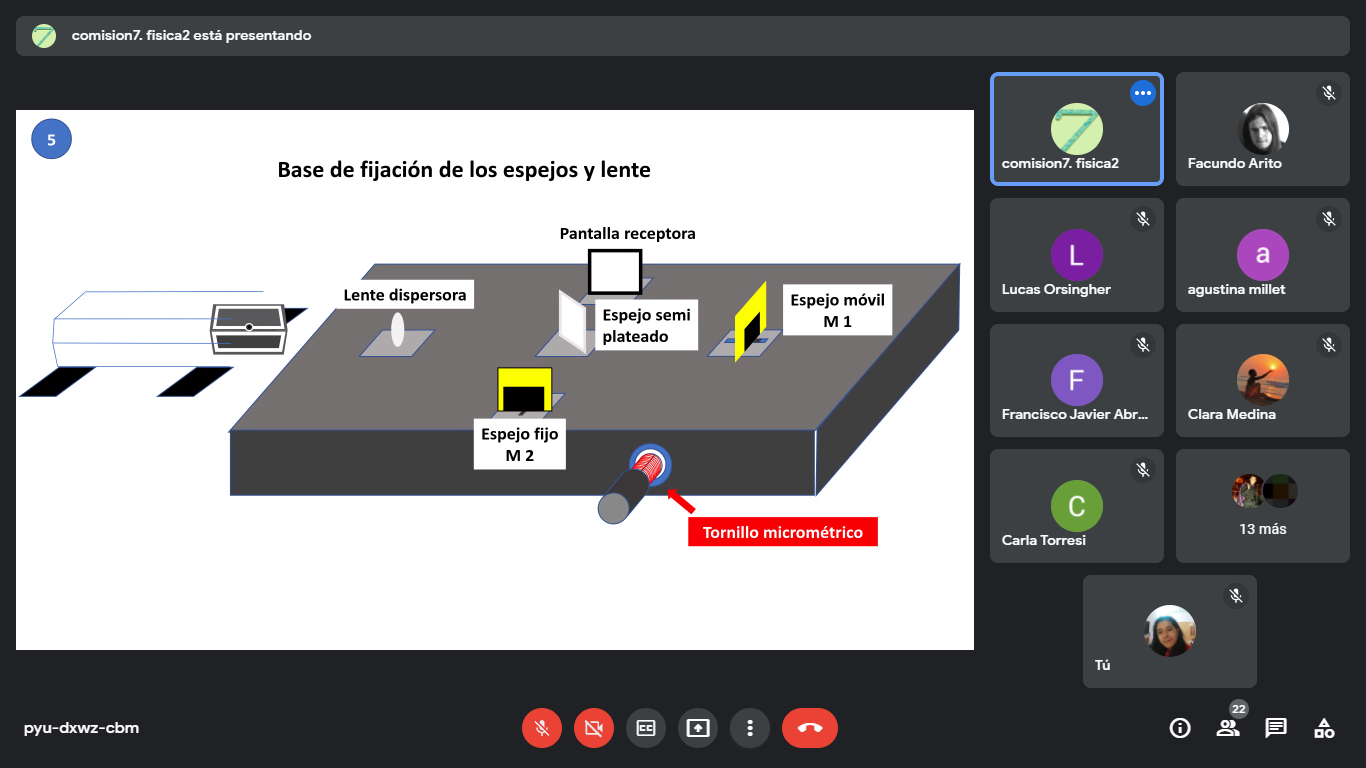 comision7. fisica2 está presentando
5
Base de fijación de los espejos y lente
Pantalla receptora
Lente dispersora
Espejo semi
plateado
Espejo móvil
M 1
Espejo fijo
M 2
Tornillo micrométrico
comision7. fisica2
Facundo Arito
L
Lucas Orsingher
a
agustina millet
F
Francisco Javier Abr...
Clara Medina
C
Carla Torresi
13 más
Tú
pyu-dxwz-cbm
CC
22